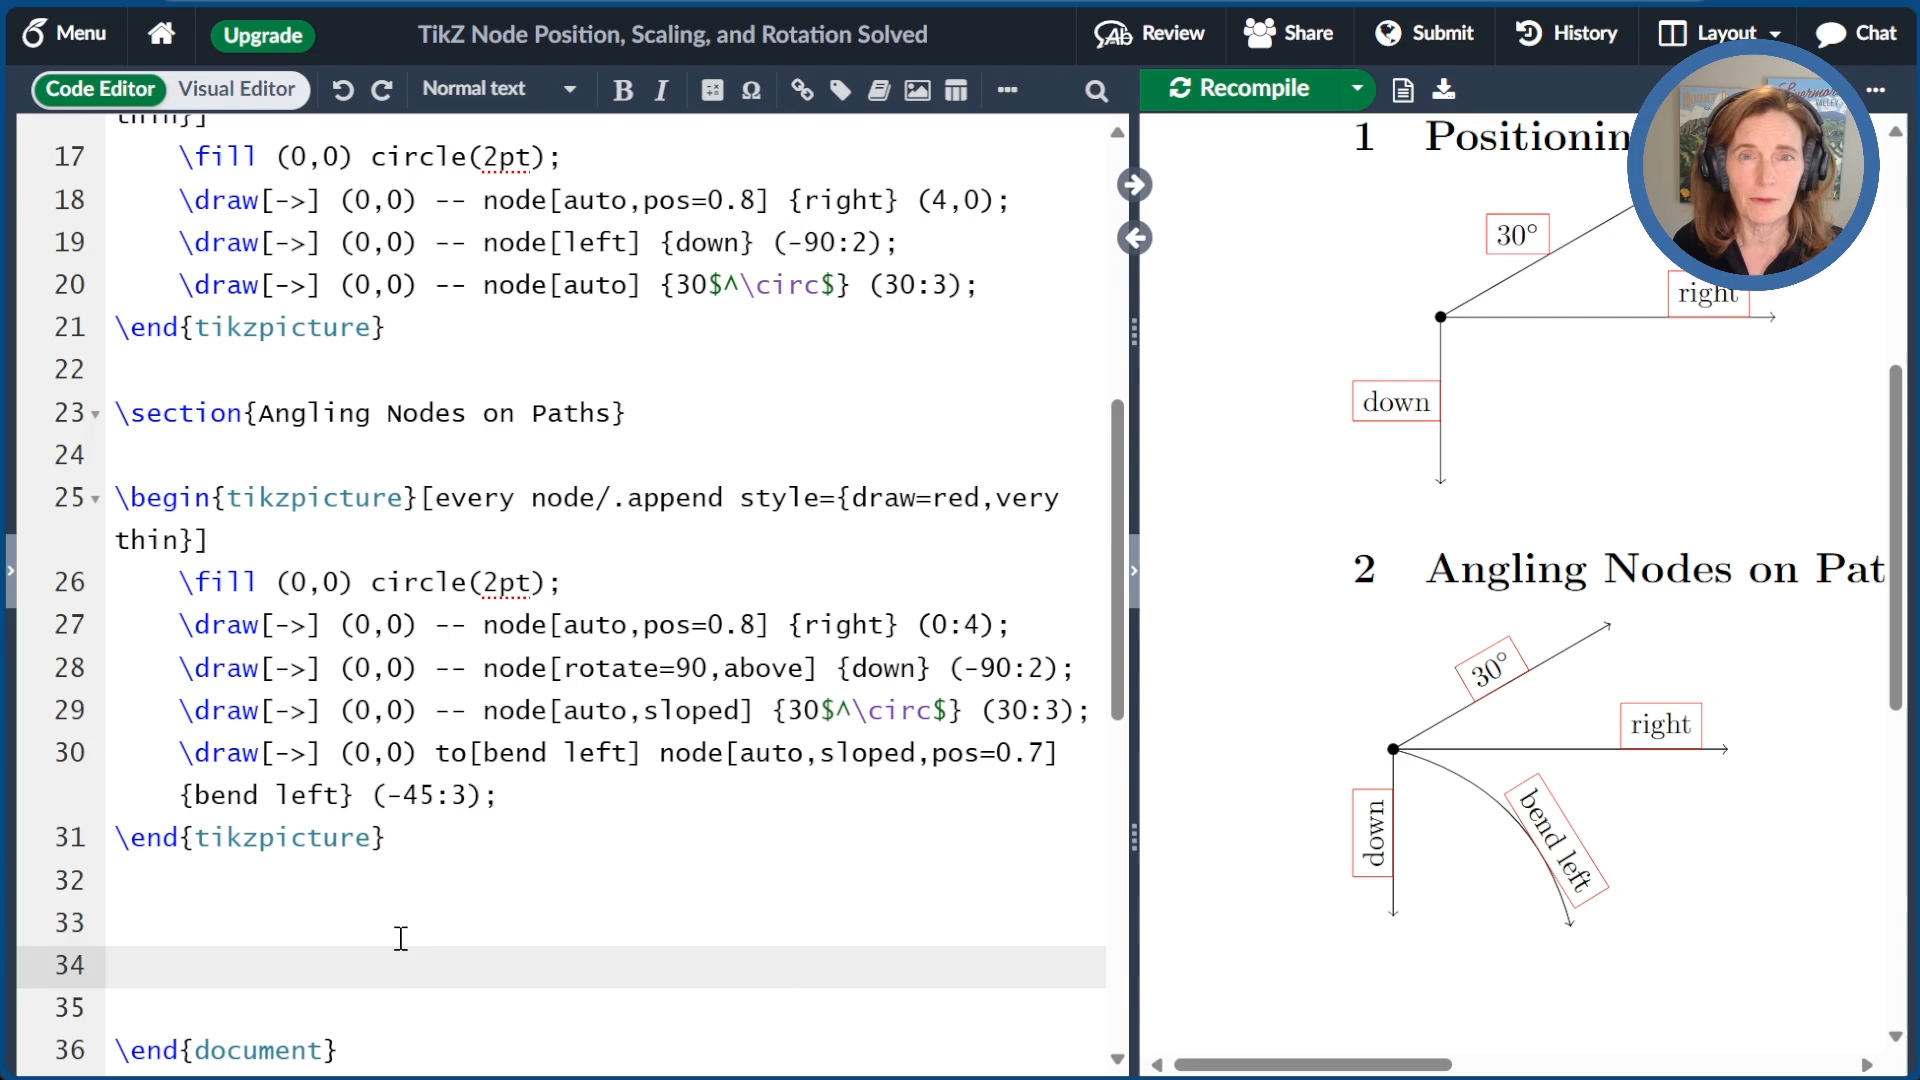 Menu
Upgrade
TikZ Node Position, Scaling, and Rotation Solved
Review
Share
Submit
History
Layout
Chat
Code Editor
Visual Editor
Normal text
B I
Ω
Recompile
thin}]
17 \fill (0,0) circle(2pt);
18 \draw[->] (0,0) -- node[auto,pos=0.8] {right} (4,0);
19 \draw[->] (0,0) -- node[left] {down} (-90:2);
20 \draw[->] (0,0) -- node[auto] {30$^\circ$} (30:3);
21 \end{tikzpicture}
22
23 \section{Angling Nodes on Paths}
24
25 \begin{tikzpicture}[every node/.append style={draw=red,very
thin}]
26 \fill (0,0) circle(2pt);
27 \draw[->] (0,0) -- node[auto,pos=0.8] {right} (0:4);
28 \draw[->] (0,0) -- node[rotate=90,above] {down} (-90:2);
29 \draw[->] (0,0) -- node[auto,sloped] {30$^\circ$} (30:3);
30 \draw[->] (0,0) to[bend left] node[auto,sloped,pos=0.7]
{bend left} (-45:3);
31 \end{tikzpicture}
32
33
34
35
36 \end{document}
1 Positionin
30°
right
down
2 Angling Nodes on Pat
30°
right
down
bend left